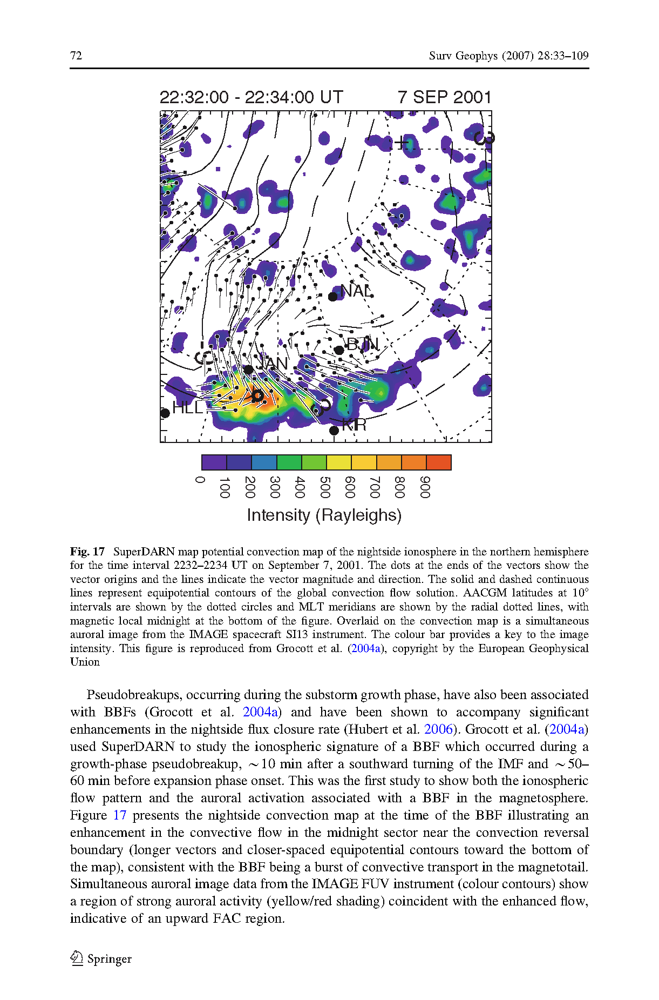 72
Surv Geophys (2007) 28:33–109
22:32:00 - 22:34:00 UT 7 SEP 2001
+
3
NAL
BJN
-9
JAN
HLL
3
KIR
0 100 200 300 400 500 600 700 800 900
Intensity (Rayleighs)
Fig. 17 SuperDARN map potential convection map of the nightside ionosphere in the northern hemisphere
for the time interval 2232–2234 UT on September 7, 2001. The dots at the ends of the vectors show the
vector origins and the lines indicate the vector magnitude and direction. The solid and dashed continuous
lines represent equipotential contours of the global convection flow solution. AACGM latitudes at 10°
intervals are shown by the dotted circles and MLT meridians are shown by the radial dotted lines, with
magnetic local midnight at the bottom of the figure. Overlaid on the convection map is a simultaneous
auroral image from the IMAGE spacecraft SI13 instrument. The colour bar provides a key to the image
intensity. This figure is reproduced from Grocott et al. (2004a), copyright by the European Geophysical
Union
Pseudobreakups, occurring during the substorm growth phase, have also been associated
with BBFs (Grocott et al. 2004a) and have been shown to accompany significant
enhancements in the nightside flux closure rate (Hubert et al. 2006). Grocott et al. (2004a)
used SuperDARN to study the ionospheric signature of a BBF which occurred during a
growth-phase pseudobreakup, ~10 min after a southward turning of the IMF and ~50–
60 min before expansion phase onset. This was the first study to show both the ionospheric
flow pattern and the auroral activation associated with a BBF in the magnetosphere.
Figure 17 presents the nightside convection map at the time of the BBF illustrating an
enhancement in the convective flow in the midnight sector near the convection reversal
boundary (longer vectors and closer-spaced equipotential contours toward the bottom of
the map), consistent with the BBF being a burst of convective transport in the magnetotail.
Simultaneous auroral image data from the IMAGE FUV instrument (colour contours) show
a region of strong auroral activity (yellow/red shading) coincident with the enhanced flow,
indicative of an upward FAC region.
Springer